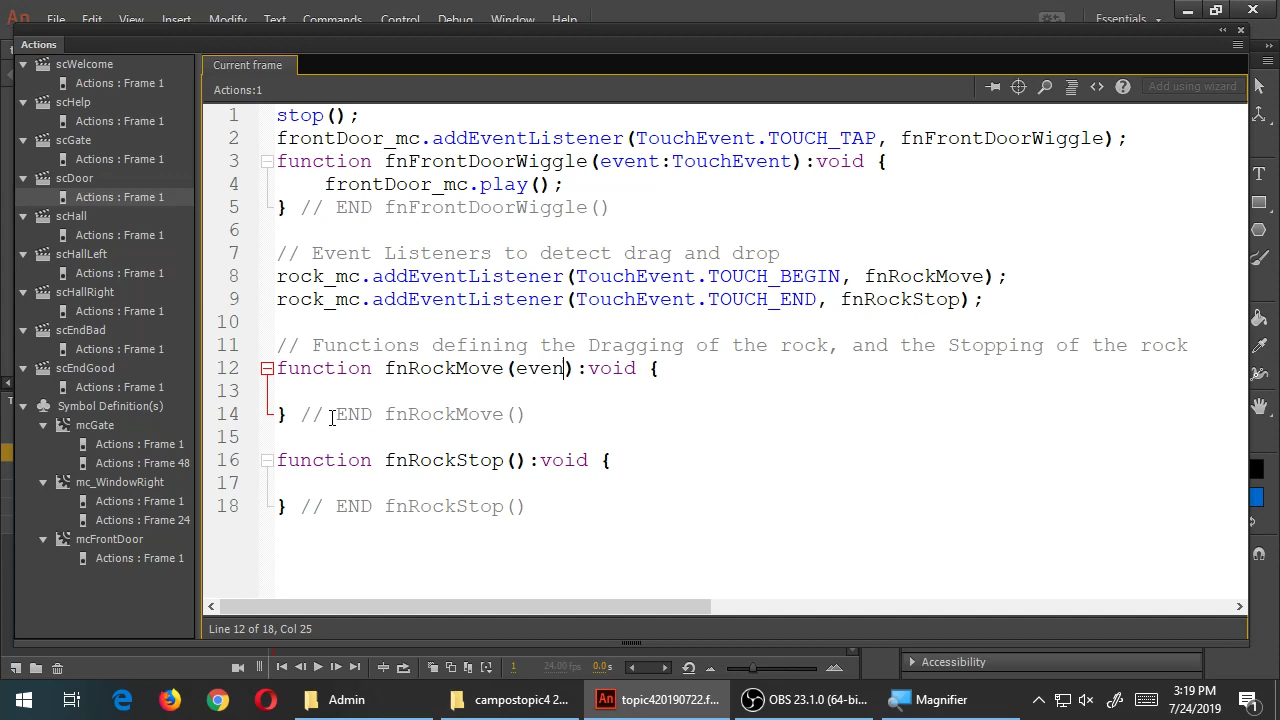 An File Edit View Insert Modify Text Commands Control Debug Window Help Essentials
Actions
scWelcome
Actions : Frame 1
scHelp
Actions : Frame 1
scGate
Actions : Frame 1
scDoor
Actions : Frame 1
scHall
Actions : Frame 1
scHallLeft
Actions : Frame 1
scHallRight
Actions : Frame 1
scEndBad
Actions : Frame 1
scEndGood
Actions : Frame 1
Symbol Definition(s)
mcGate
Actions : Frame 1
Actions : Frame 48
mc_WindowRight
Actions : Frame 1
Actions : Frame 24
mcFrontDoor
Actions : Frame 1
Current frame
Actions:1
Add using wizard
1 stop();
2 frontDoor_mc.addEventListener(TouchEvent.TOUCH_TAP, fnFrontDoorWiggle);
3 function fnFrontDoorWiggle(event:TouchEvent):void {
4 frontDoor_mc.play();
5 } // END fnFrontDoorWiggle()
6
7 // Event Listeners to detect drag and drop
8 rock_mc.addEventListener(TouchEvent.TOUCH_BEGIN, fnRockMove);
9 rock_mc.addEventListener(TouchEvent.TOUCH_END, fnRockStop);
10
11 // Functions defining the Dragging of the rock, and the Stopping of the rock
12 function fnRockMove(even):void {
13
14 } // END fnRockMove()
15
16 function fnRockStop():void {
17
18 } // END fnRockStop()
Line 12 of 18, Col 25
1 24.00 fps 0.0 s
Accessibility
Admin
campostopic4 2...
An topic420190722.f...
OBS 23.1.0 (64-bi...
Magnifier
3:19 PM
7/24/2019
1